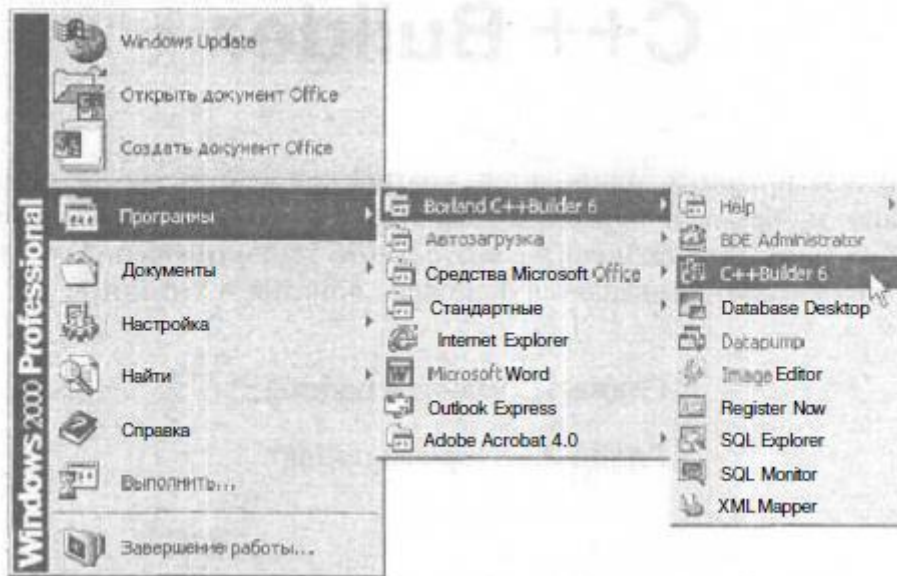 C++ Builder
Windows Update
Открыть документ Office
Создать документ Office
Программы
Документы
Настройка
Найти
Справка
Выполнить...
Завершение работы...
Windows 2000 Professional
Borland C++Builder 6
Автозагрузка
Средства Microsoft Office
Стандартные
Internet Explorer
Microsoft Word
Outlook Express
Adobe Acrobat 4.0
Help
BDE Administrator
C++Builder 6
Database Desktop
Datapump
Image Editor
Register Now
SQL Explorer
SQL Monitor
XML Mapper